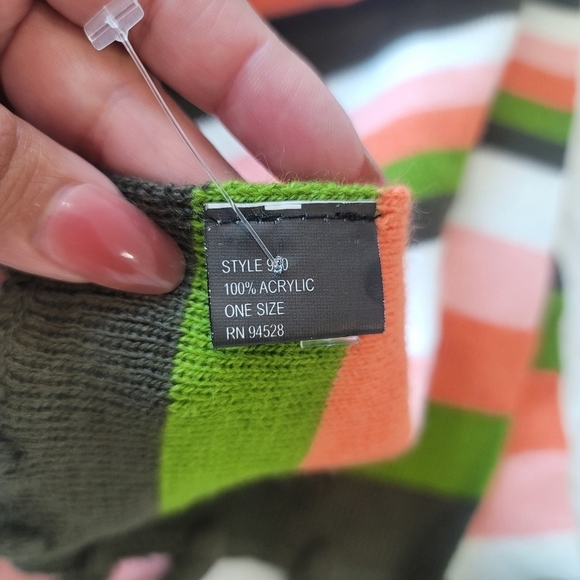 STYLE
100% ACRYLIC
ONE SIZE
RN 94528